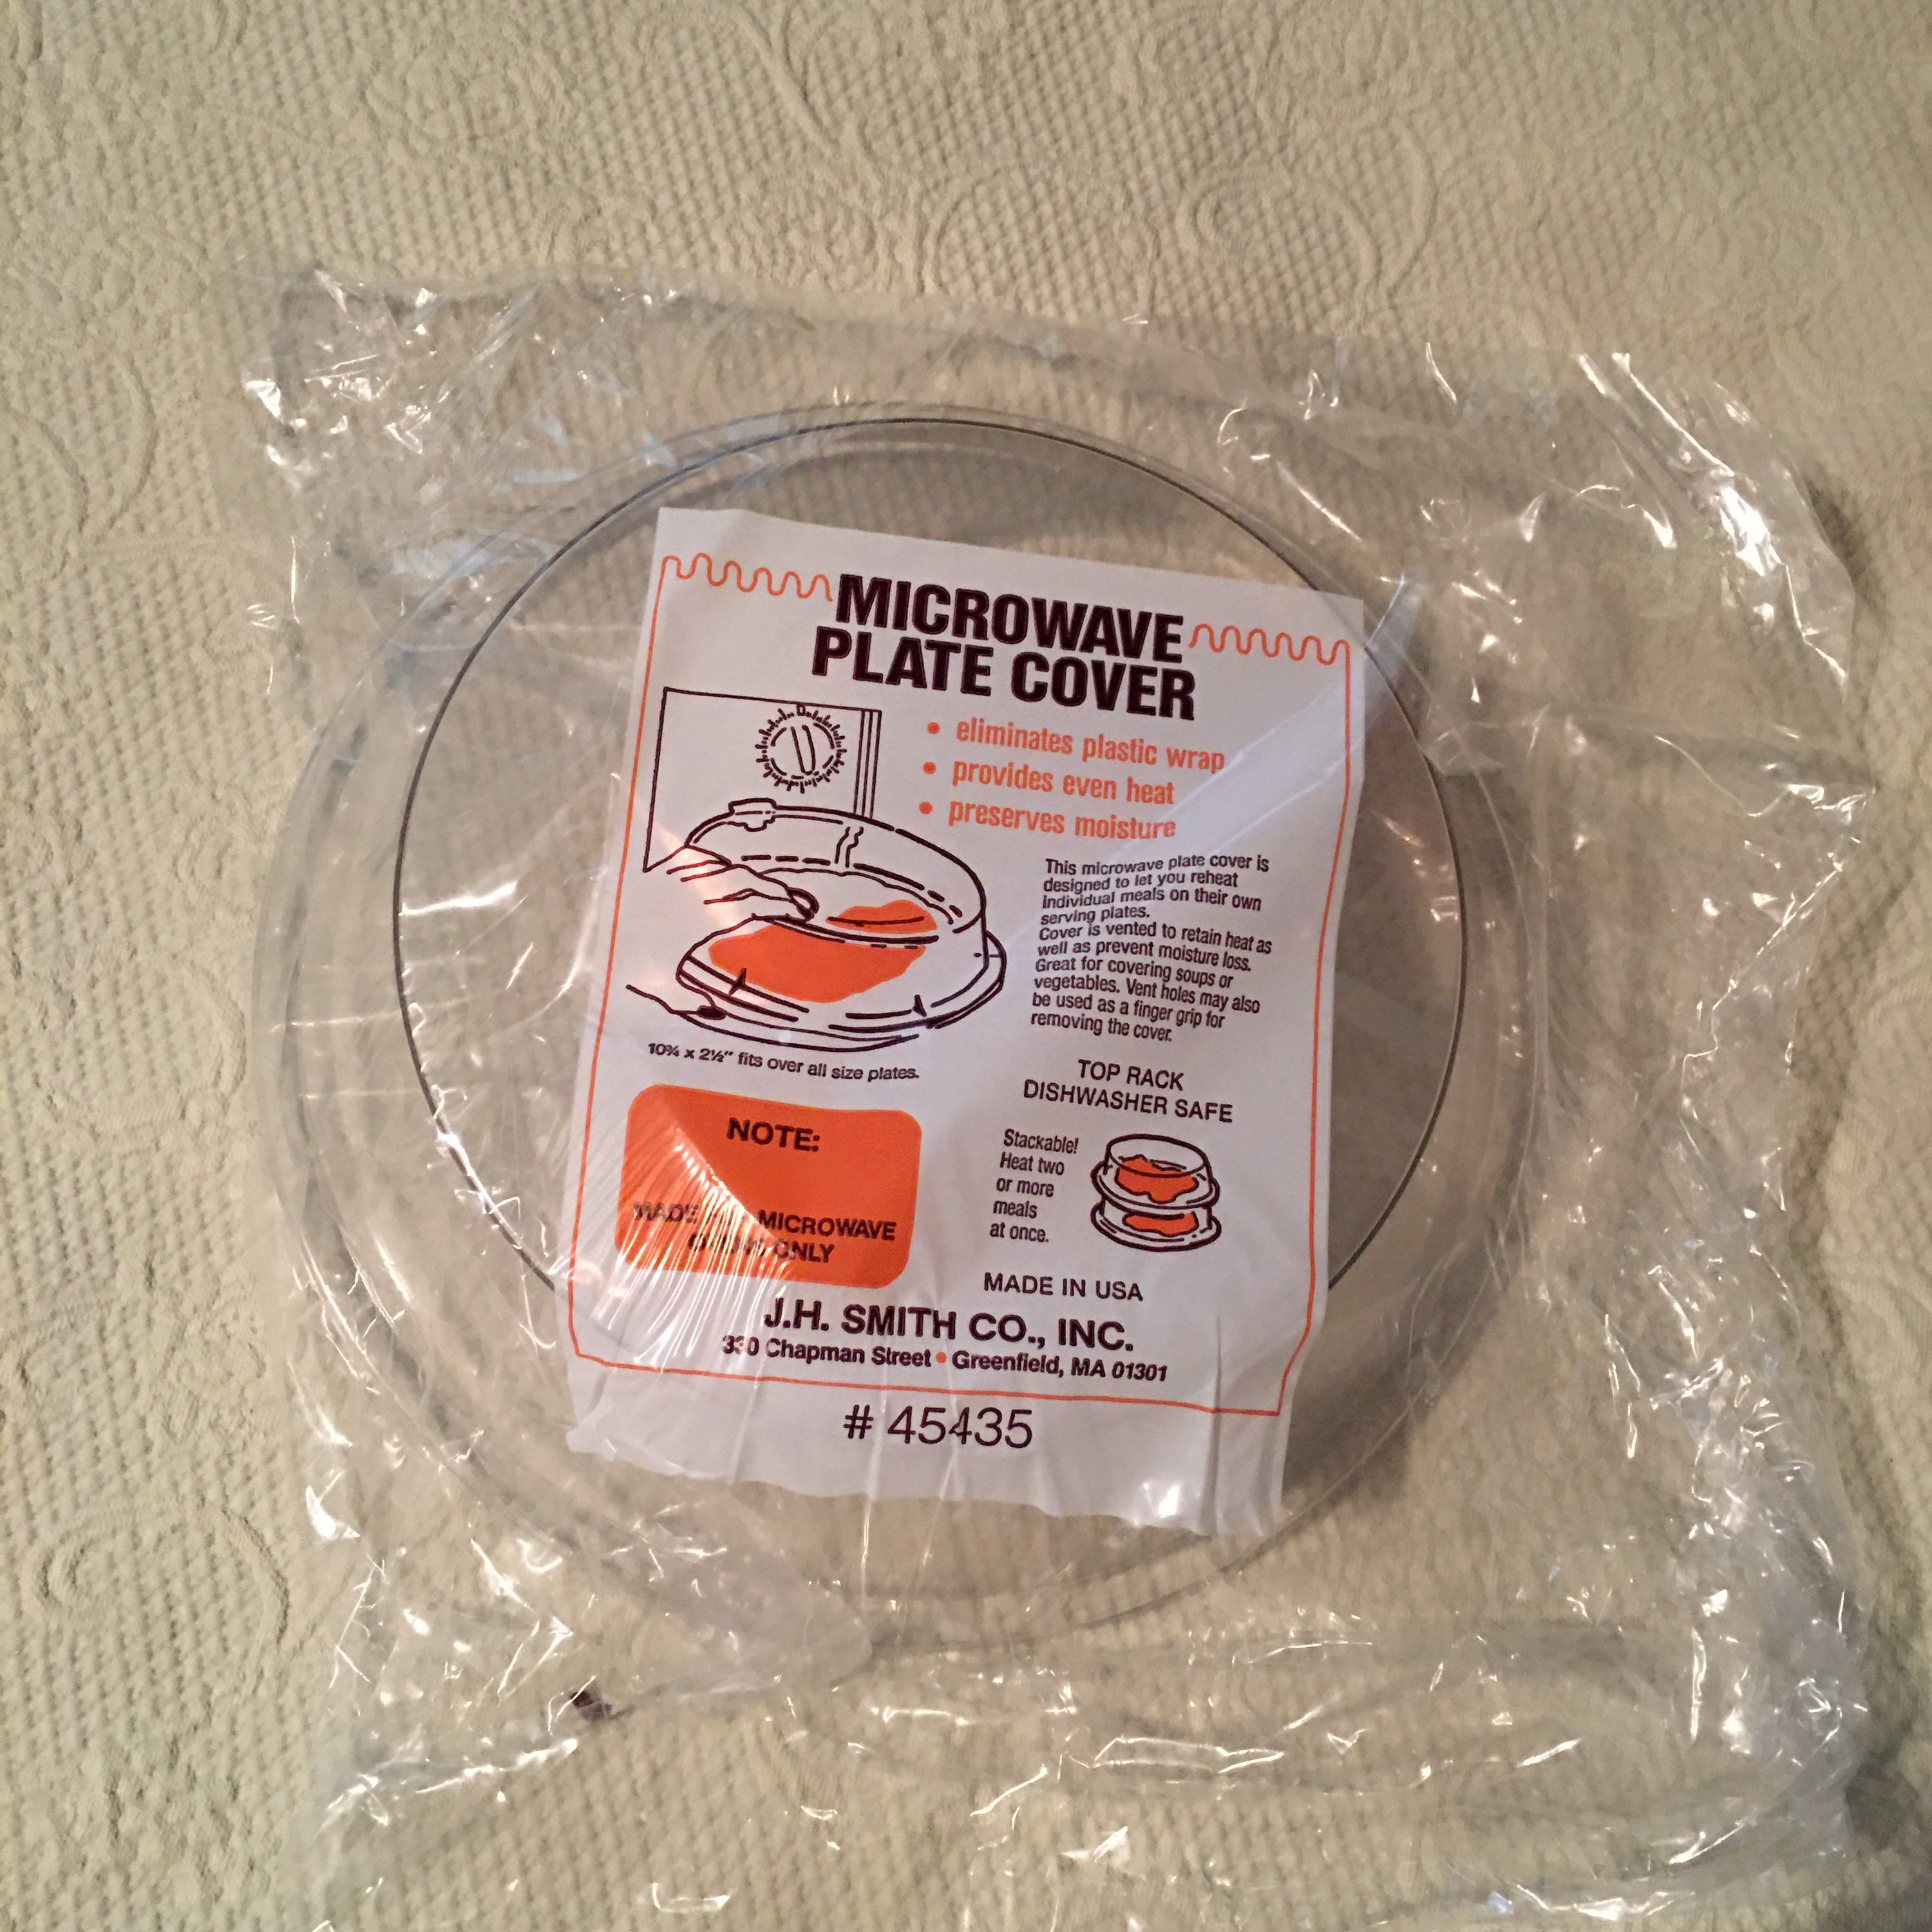 MICROWAVE
PLATE COVER
• eliminates plastic wrap
• provides even heat
• preserves moisture
This microwave plate cover is
designed to let you reheat
individual meals on their own
serving plates.
Cover is vented to retain heat as
well as prevent moisture loss.
Great for covering soups or
vegetables. Vent holes may also
be used as a finger grip for
removing the cover.
10¾ x 2½" fits over all size plates.
TOP RACK
DISHWASHER SAFE
NOTE:
MADE MICROWAVE
ONLY
Stackable!
Heat two
or more
meals
at once.
MADE IN USA
J.H. SMITH CO., INC.
Chapman Street • Greenfield, MA 01301
# 45435